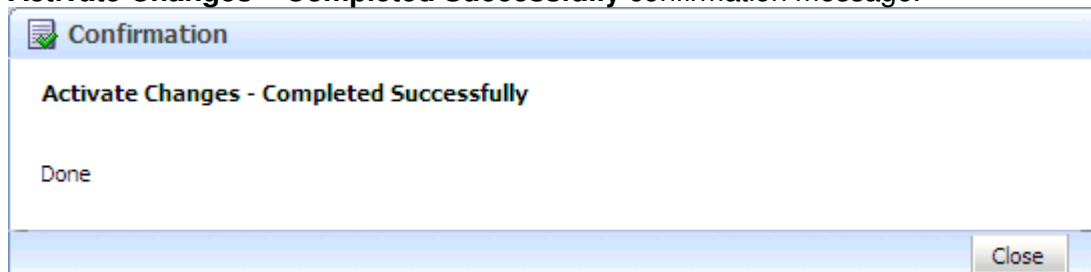 Activate Changes - Completed Successfully confirmation message.
Confirmation
Activate Changes - Completed Successfully
Done
Close